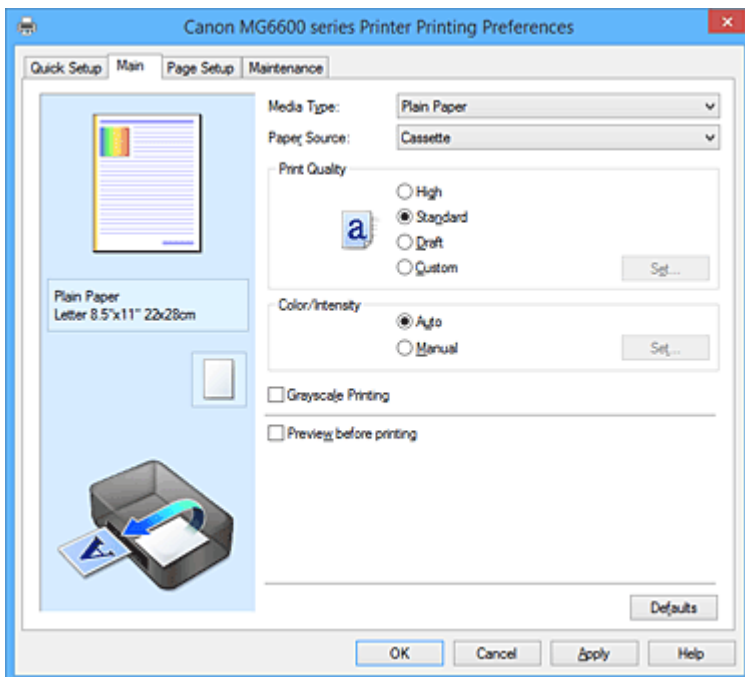 Canon MG6600 series Printer Printing Preferences
Quick Setup Main Page Setup Maintenance
Media Type: Plain Paper
Paper Source: Cassette
Print Quality
High
a Standard
Draft
Custom Set...
Plain Paper
Letter 8.5"x11" 22x28cm
Color/Intensity
Auto
Manual Set...
Grayscale Printing
Preview before printing
A
Defaults
OK Cancel Apply Help